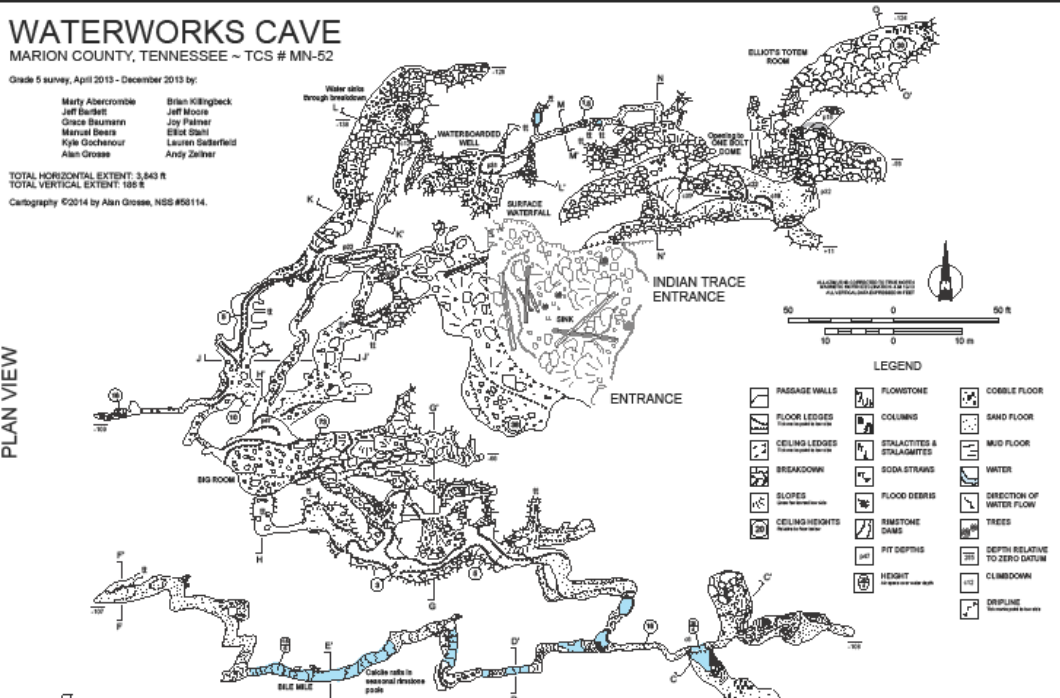 WATERWORKS CAVE
MARION COUNTY, TENNESSEE ~ TCS # MN-52
Grade 5 survey, April 2013 - December 2013 by:
Marty Abercrombie
Jeff Bartlett
Grace Baumann
Manuel Beers
Kyle Gochenour
Alan Grosse
Brian Killingbeck
Jeff Moore
Joy Palmer
Elliot Stahl
Lauren Satterfield
Andy Zellner
TOTAL HORIZONTAL EXTENT: 3,843 ft
TOTAL VERTICAL EXTENT: 186 ft
Cartography ©2014 by Alan Grosse, NSS #58114.
PLAN VIEW
Water sinks
through breakdown
WATERBOARDED
WELL
ELLIOT'S TOTEM
ROOM
Opening to
ONE BOLT
DOME
SURFACE
WATERFALL
INDIAN TRACE
ENTRANCE
SINK
ENTRANCE
BIG ROOM
BILE MILE
Calcite rafts in
seasonal rimstone
pools
L
L'
M
M'
N
N'
O
O'
K
K'
J
J'
H'
H
G'
G
F'
F
E'
D'
C'
C
N
50
0
50 ft
10
0
10 m
LEGEND
PASSAGE WALLS
FLOOR LEDGES
CEILING LEDGES
BREAKDOWN
SLOPES
CEILING HEIGHTS
FLOWSTONE
COLUMNS
STALACTITES &
STALAGMITES
SODA STRAWS
FLOOD DEBRIS
RIMSTONE
DAMS
PIT DEPTHS
HEIGHT
COBBLE FLOOR
SAND FLOOR
MUD FLOOR
WATER
DIRECTION OF
WATER FLOW
TREES
DEPTH RELATIVE
TO ZERO DATUM
CLIMBDOWN
DRIPLINE